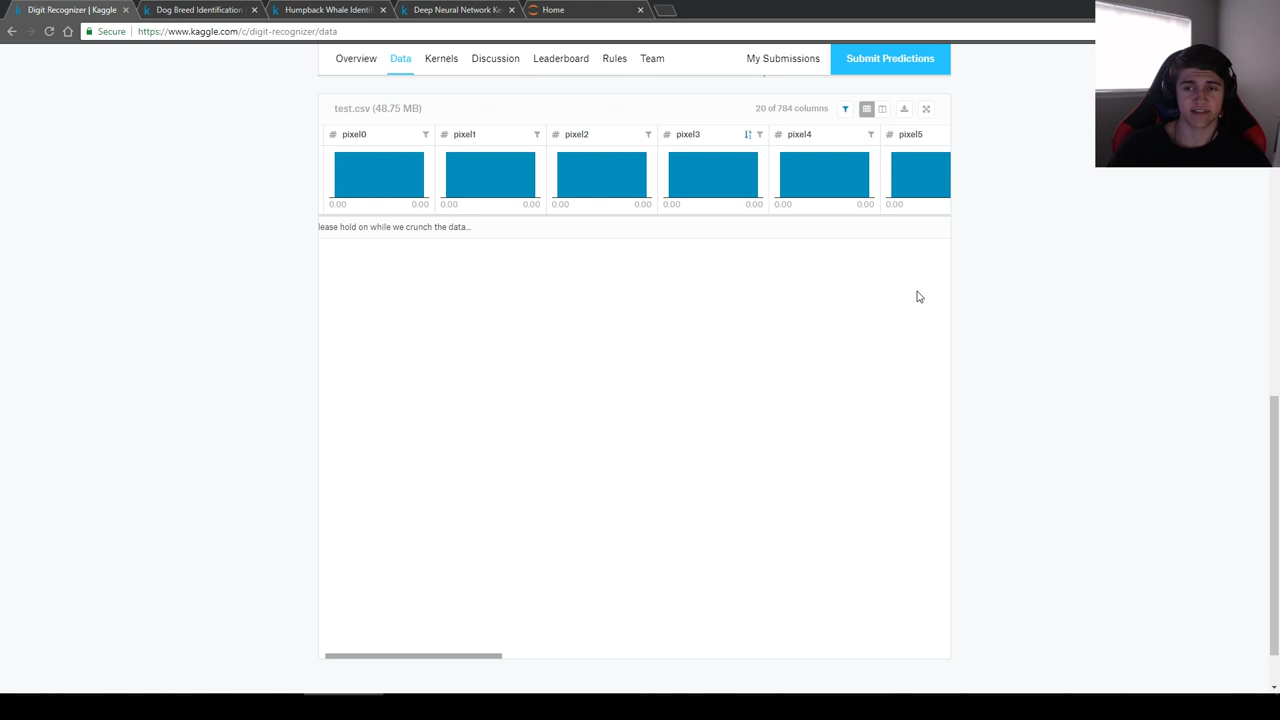 Digit Recognizer | Kaggle
Dog Breed Identification
Humpback Whale Identif
Deep Neural Network Ke
Home
Secure https://www.kaggle.com/c/digit-recognizer/data
Overview Data Kernels Discussion Leaderboard Rules Team My Submissions Submit Predictions
test.csv (48.75 MB) 20 of 784 columns
# pixel0 # pixel1 # pixel2 # pixel3 # pixel4 # pixel5
0.00 0.00 0.00 0.00 0.00 0.00 0.00 0.00 0.00 0.00 0.00
lease hold on while we crunch the data...